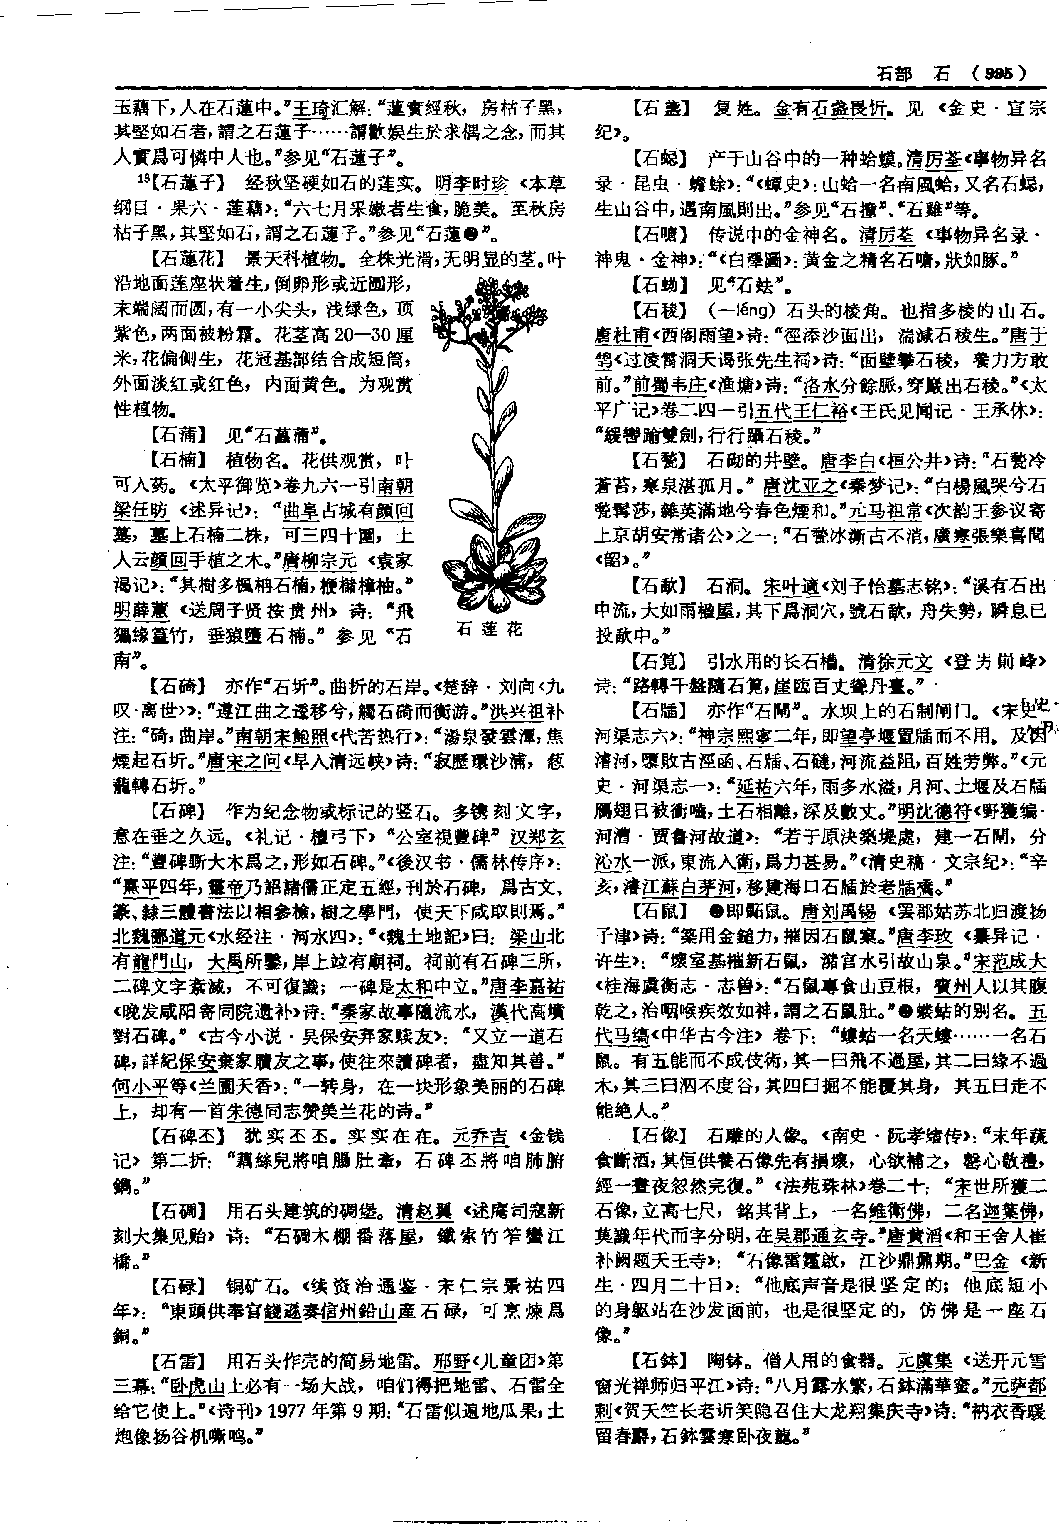 石部　石　（995）
玉藕下，人在石蓮中。”王琦汇解：“蓮實經秋，房枯子黑，
其堅如石者，謂之石蓮子……謂歡娱生於求偶之念，而其
人實爲可憐中人也。”参见“石蓮子”。
¹⁸【石蓮子】　经秋坚硬如石的莲实。明李时珍《本草
纲目·果六·莲藕》：“六七月采嫩者生食，脆美。至秋房
枯子黑，其堅如石，謂之石蓮子。”参见“石蓮❷”。
【石蓮花】　景天科植物。全株光滑，无明显的茎。叶
沿地面莲座状着生，倒卵形或近圆形，
末端阔而圆，有一小尖头，浅绿色，顶
紫色，两面被粉霜。花茎高20—30厘
米，花偏侧生，花冠基部结合成短筒，
外面淡红或红色，内面黄色。为观赏
性植物。
【石蒲】　见“石菖蒲”。
【石楠】　植物名。花供观赏，叶
可入药。《太平御览》卷九六一引南朝
梁任昉《述异记》：“曲阜古城有顔回
墓，墓上石楠二株，可三四十圍，土
人云顔回手植之木。”唐柳宗元《袁家
渴记》：“其樹多楓柟石楠，楩櫧樟柚。”
明薛蕙《送周子贤按贵州》诗：“飛
猱緣篁竹，垂猿墮石楠。”参见“石
南”。
石蓮花
【石碕】　亦作“石圻”。曲折的石岸。《楚辞·刘向〈九
叹·离世〉》：“遵江曲之逶移兮，觸石碕而衡游。”洪兴祖补
注：“碕，曲岸。”南朝宋鲍照《代苦热行》：“湯泉發雲潭，焦
煙起石圻。”唐宋之问《早入清远峡》诗：“寂歷環沙浦，葱
蘢轉石圻。”
【石碑】　作为纪念物或标记的竖石。多镌刻文字，
意在垂之久远。《礼记·檀弓下》“公室視豐碑”汉郑玄
注：“豐碑斲大木爲之，形如石碑。”《後汉书·儒林传序》：
“熹平四年，靈帝乃詔諸儒正定五經，刊於石碑，爲古文、
篆、隸三體書法以相參檢，樹之學門，使天下咸取則焉。”
北魏郦道元《水经注·河水四》：“《魏土地記》曰：梁山北
有龍門山，大禹所鑿，岸上竝有廟祠。祠前有石碑三所，
二碑文字紊滅，不可復識；一碑是太和中立。”唐李嘉祐
《晚发咸阳寄同院遗补》诗：“秦家故事隨流水，漢代高墳
對石碑。”《古今小说·吴保安弃家赎友》：“又立一道石
碑，詳紀保安棄家贖友之事，使往來讀碑者，盡知其善。”
何小平等《兰圃天香》：“一转身，在一块形象美丽的石碑
上，却有一首朱德同志赞美兰花的诗。”
【石碑丕】　犹实丕丕。实实在在。元乔吉《金钱
记》第二折：“藕絲兒將咱腸肚牽，石碑丕將咱肺腑
鐫。”
【石碉】　用石头建筑的碉堡。清赵翼《述庵司寇新
刻大集见贻》诗：“石碉木棚番落屋，鐵索竹笮蠻江
橋。”
【石碌】　铜矿石。《续资治通鉴·宋仁宗景祐四
年》：“東頭供奉官錢遜奏信州鉛山産石碌，可烹煉爲
銅。”
【石雷】　用石头作壳的简易地雷。邢野《儿童团》第
三幕：“卧虎山上必有一场大战，咱们得把地雷、石雷全
给它使上。”《诗刊》1977年第9期：“石雷似遍地瓜果，土
炮像扬谷机嘶鸣。”
【石盞】　复姓。金有石盞畏忻。见《金史·宣宗
纪》。
产于山谷中的一种蛤蟆。清厉荃《事物异名
录·昆虫·蟾蜍》：
生山谷中，遇南風則出。”参见“石撞”、“石雞”等。
传说中的金神名。清厉荃《事物异名录·
神鬼·金神》：“《白澤圖》：黄金之精名石，狀如豚。”
【石蚴】　见“石蚨”。
【石稜】　（—léng）石头的棱角。也指多棱的山石。
唐杜甫《西阁雨望》诗：“徑添沙面出，湍減石稜生。”唐于
鹄《过凌霄洞天谒张先生祠》诗：“面壁攀石稜，養力方敢
前。”前蜀韦庄《渔塘》诗：“洛水分餘脈，穿巖出石稜。”《太
平广记》卷二四一引五代王仁裕《王氏见闻记·王承休》：
“緩轡踰雙劍，行行躡石稜。”
【石甃】　石砌的井壁。唐李白《桓公井》诗：“石甃冷
蒼苔，寒泉湛孤月。”唐沈亚之《秦梦记》：“白楊風哭兮石
甃髯莎，雜英滿地兮春色煙和。”元马祖常《次韵王参议寄
上京胡安常诸公》之一：“石甃冰澌古不消，廣寒張樂喜聞
《韶》。”
【石歃】　石洞。宋叶適《刘子怡墓志铭》：“溪有石出
中流，大如兩楹屋，其下爲洞穴，號石歃，舟失勢，瞬息已
投歃中。”
【石筧】　引水用的长石槽。清徐元文《登岇崱峰》
诗：“路轉千盤隨石筧，崖臨百丈聳丹臺。”
【石牐】　亦作“石閘”。水坝上的石制闸门。《宋史·
河渠志六》：“神宗熙寧二年，即望亭堰置牐而不用。及因
濬河，墮敗古涇函、石牐、石䃮，河流益阻，百姓劳弊。”《元
史·河渠志一》：“延祐六年，雨多水溢，月河、土堰及石牐
鴈翅日被衝嚙，土石相離，深及數丈。”明沈德符《野獲编·
河漕·贾鲁河故道》：“若于原決築堤處，建一石閘，分
沁水一派，東流入衛，爲力甚易。”《清史稿·文宗纪》：“辛
亥，濬江蘇白茅河，移建海口石牐於老牐橋。”
【石鼠】　❶即鼫鼠。唐刘禹锡《罢郡姑苏北归渡扬
子津》诗：“築用金鎚力，摧因石鼠窠。”唐李玫《纂异记·
许生》：“壞室基摧新石鼠，瀦宫水引故山泉。”宋范成大
《桂海虞衡志·志兽》：“石鼠專食山豆根，賓州人以其腹
乾之，治咽喉疾效如神，謂之石鼠肚。”❷蝼蛄的别名。五
代马缟《中华古今注》卷下：“螻蛄一名天螻……一名石
鼠。有五能而不成伎術，其一曰飛不過屋，其二曰緣不過
木，其三曰泅不度谷，其四曰掘不能覆其身，其五曰走不
能絶人。”
【石像】　石雕的人像。《南史·阮孝绪传》：“末年蔬
食斷酒，其恒供養石像先有損壞，心欲補之，罄心敬禮，
經一晝夜忽然完復。”《法苑珠林》卷二十：“宋世所獲二
石像，立高七尺，銘其背上，一名維衛佛，二名迦葉佛，
莫識年代而字分明，在吴郡通玄寺。”唐黄滔《和王舍人崔
补阙题天王寺》：“石像雷霆啟，江沙鼎鼐期。”巴金《新
生·四月二十日》：“他底声音是很坚定的；他底短小
的身躯站在沙发面前，也是很坚定的，仿佛是一座石
像。”
【石鉢】　陶钵。僧人用的食器。元虞集《送开元雪
窗光禅师归平江》诗：“八月露水繁，石鉢滿華蜜。”元萨都
剌《贺天竺长老䜣笑隐召住大龙翔集庆寺》诗：“衲衣香暖
留春麝，石鉢雲寒卧夜龍。”